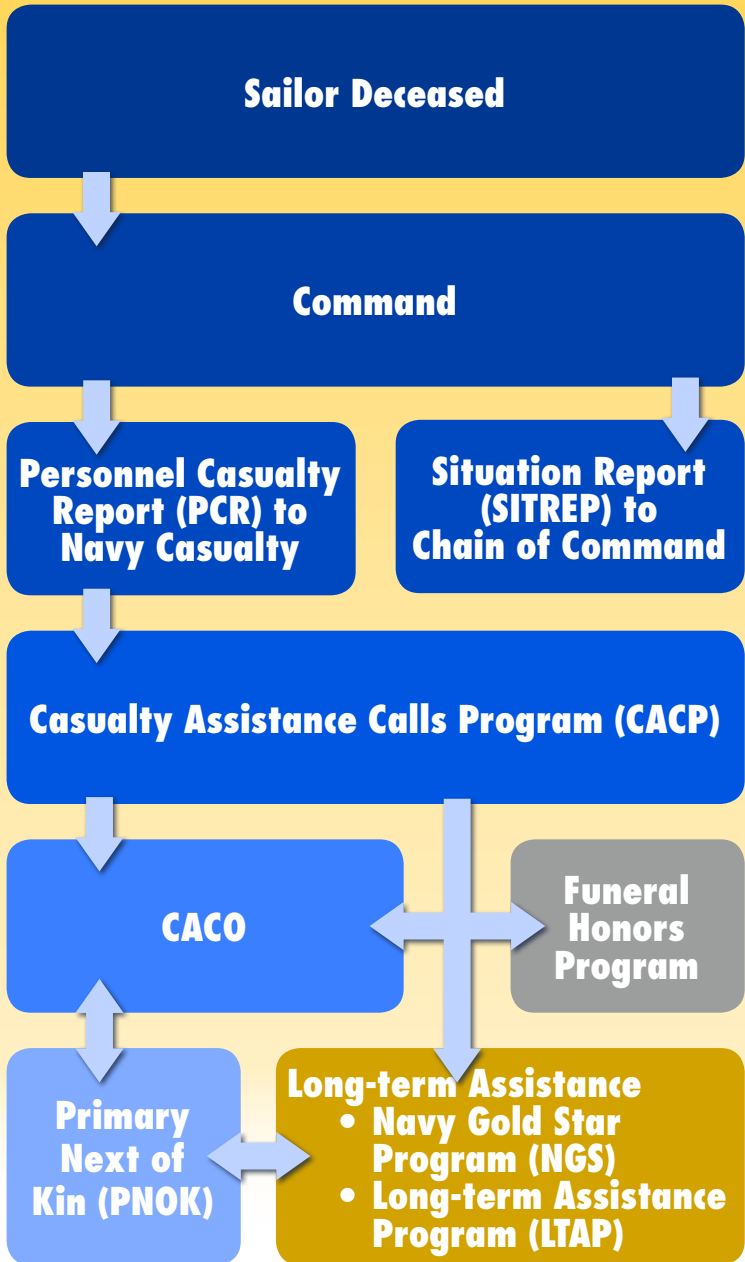 Sailor Deceased
Command
Personnel Casualty
Report (PCR) to
Navy Casualty
Situation Report
(SITREP) to
Chain of Command
Casualty Assistance Calls Program (CACP)
CACO
Funeral
Honors
Program
Primary
Next of
Kin (PNOK)
Long-term Assistance
• Navy Gold Star
Program (NGS)
• Long-term Assistance
Program (LTAP)